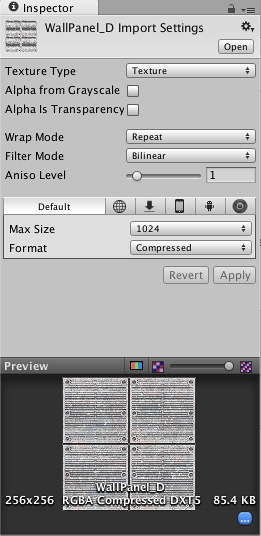 Inspector
WallPanel_D Import Settings
Open
Texture Type Texture
Alpha from Grayscale
Alpha Is Transparency
Wrap Mode Repeat
Filter Mode Bilinear
Aniso Level 1
Default
Max Size 1024
Format Compressed
Revert Apply
Preview
WallPanel_D
256x256 RGBA Compressed DXT5 85.4 KB